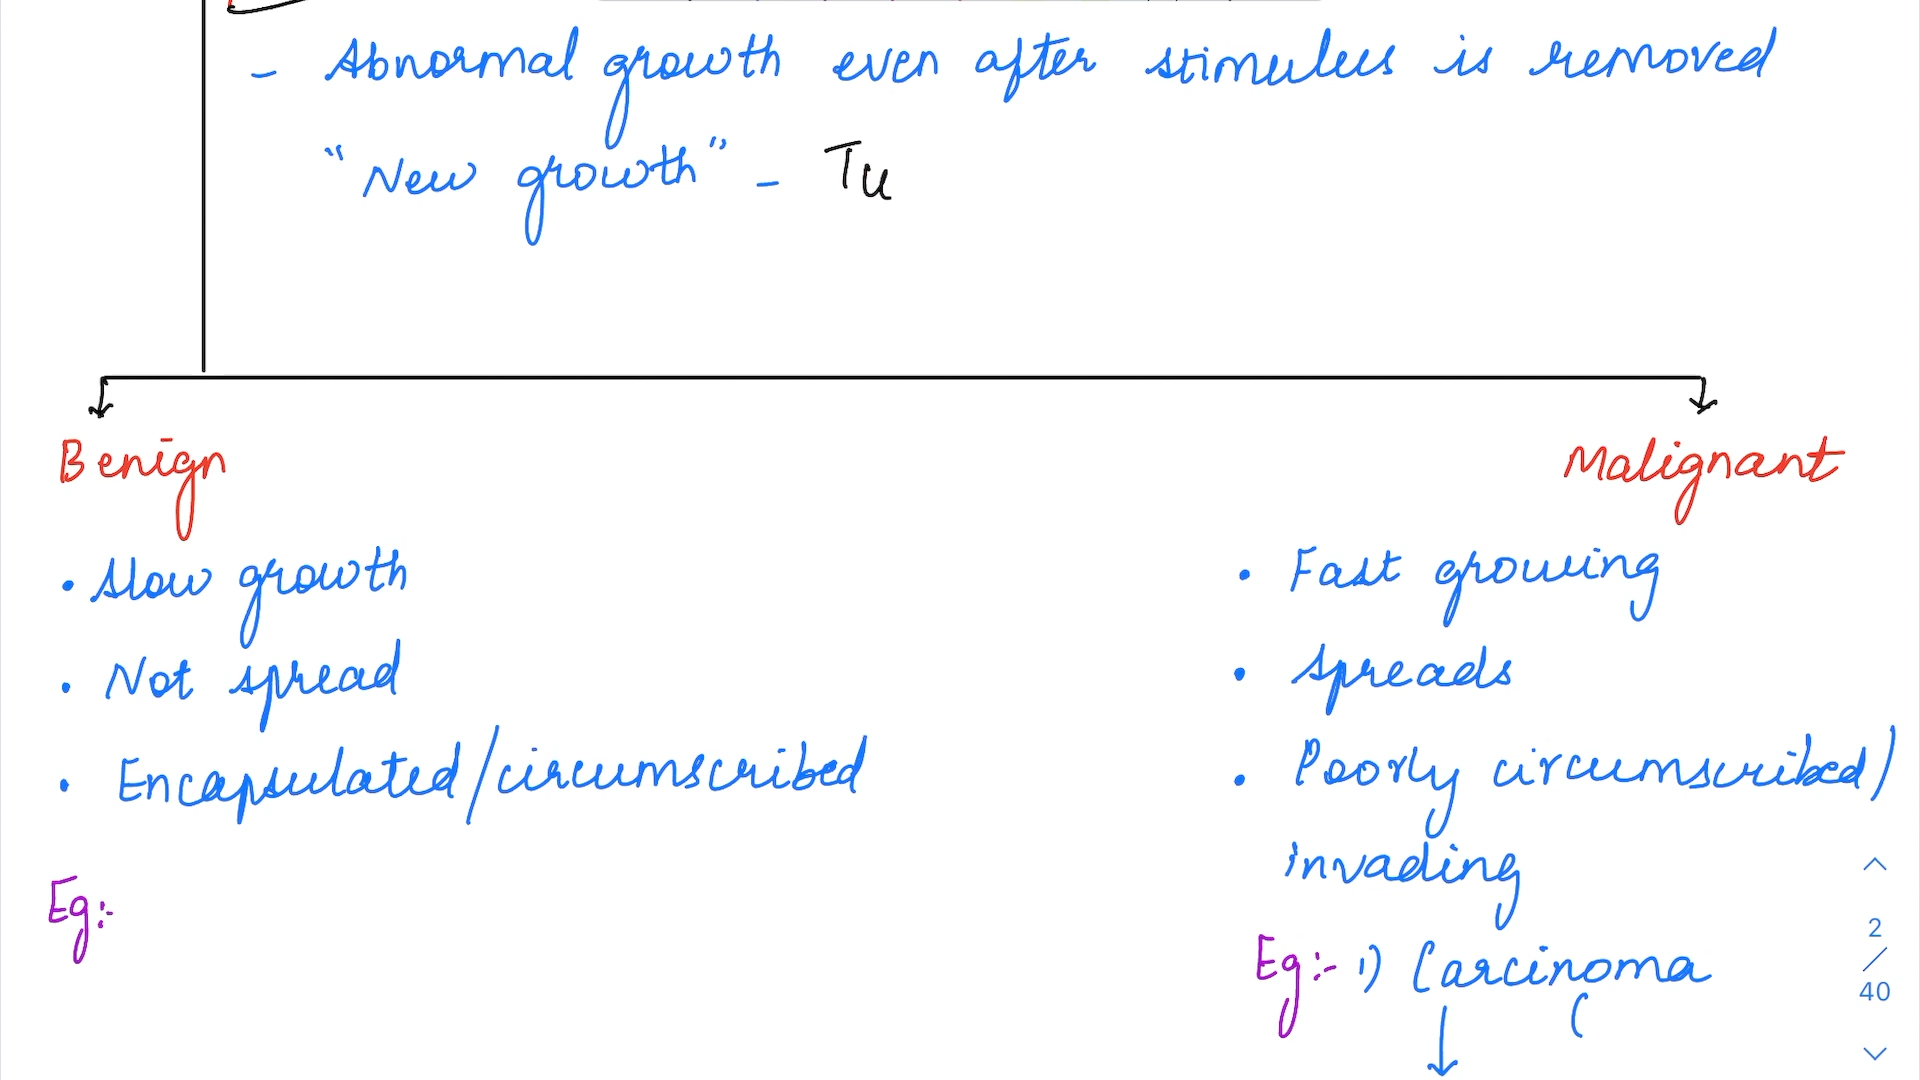 - Abnormal growth even after stimulus is removed
"New growth" - Tu
Benign
Malignant
• Slow growth
• Not spread
• Encapsulated/circumscribed
Eg:-
• Fast growing
• Spreads
• Poorly circumscribed/
invading
Eg:- 1) Carcinoma
(
2
/
40